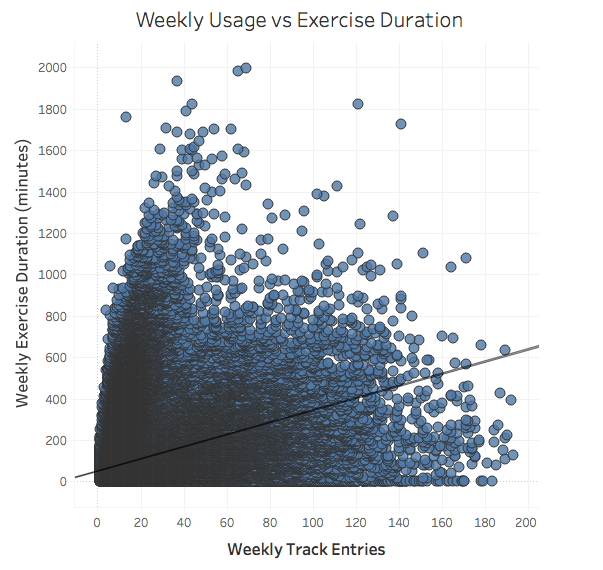 Weekly Usage vs Exercise Duration
Weekly Exercise Duration (minutes)
2000
1800
1600
1400
1200
1000
800
600
400
200
0
0 20 40 60 80 100 120 140 160 180 200
Weekly Track Entries